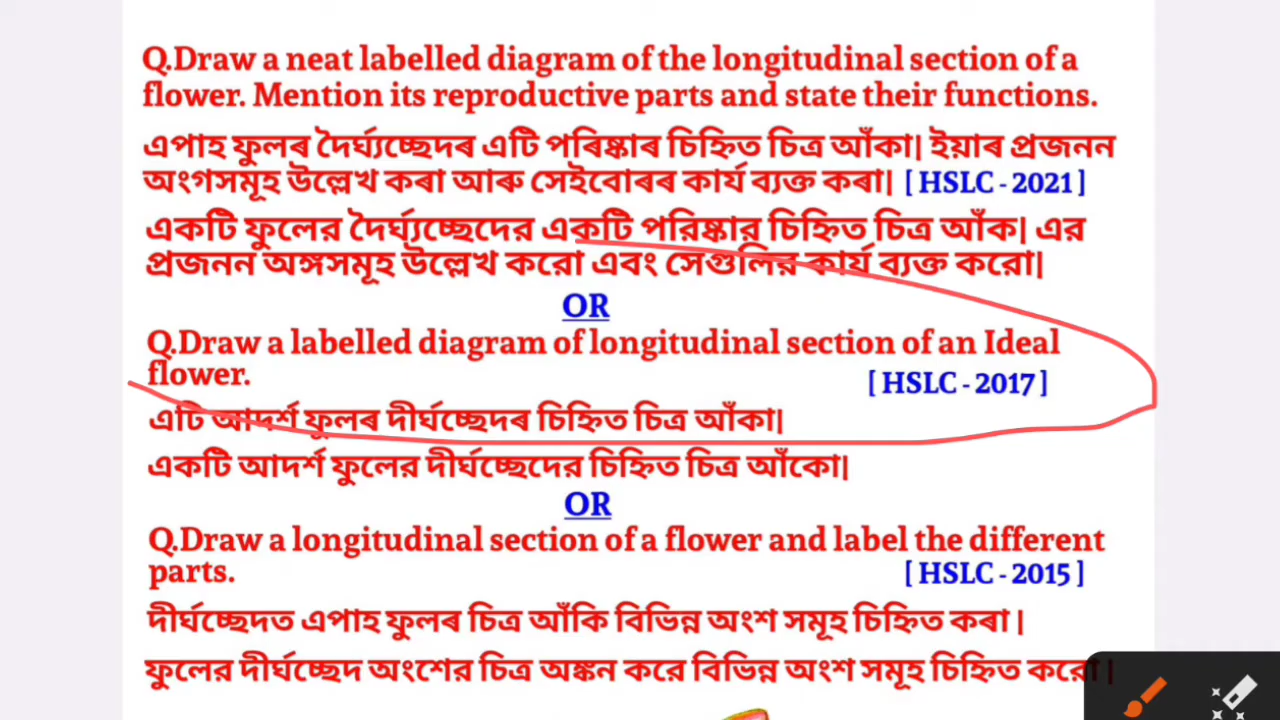 Q.Draw a neat labelled diagram of the longitudinal section of a
flower. Mention its reproductive parts and state their functions.
এপাহ ফুলৰ দৈৰ্ঘ্যচ্ছেদৰ এটি পৰিষ্কাৰ চিহ্নিত চিত্ৰ আঁকা| ইয়াৰ প্ৰজনন
অংগসমূহ উল্লেখ কৰা আৰু সেইবোৰৰ কাৰ্য ব্যক্ত কৰা| [ HSLC - 2021 ]
একটি ফুলের দৈর্ঘ্যচ্ছেদের একটি পরিষ্কার চিহ্নিত চিত্র আঁক| এর
প্রজনন অঙ্গসমূহ উল্লেখ করো এবং সেগুলির কার্য ব্যক্ত করো|
OR
Q.Draw a labelled diagram of longitudinal section of an Ideal
flower. [ HSLC - 2017 ]
এটি আদৰ্শ ফুলৰ দীৰ্ঘচ্ছেদৰ চিহ্নিত চিত্ৰ আঁকা|
একটি আদর্শ ফুলের দীর্ঘচ্ছেদের চিহ্নিত চিত্র আঁকো|
OR
Q.Draw a longitudinal section of a flower and label the different
parts. [ HSLC - 2015 ]
দীৰ্ঘচ্ছেদত এপাহ ফুলৰ চিত্ৰ আঁকি বিভিন্ন অংশ সমূহ চিহ্নিত কৰা |
ফুলের দীর্ঘচ্ছেদ অংশের চিত্র অঙ্কন করে বিভিন্ন অংশ সমূহ চিহ্নিত করো |